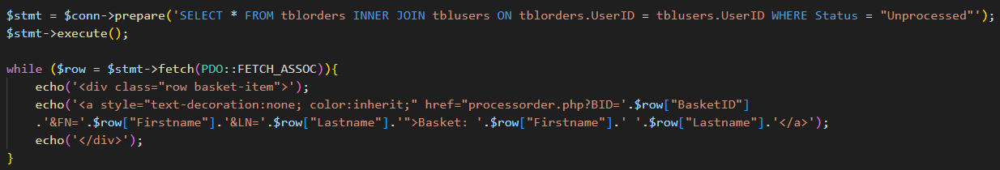 $stmt = $conn->prepare('SELECT * FROM tblorders INNER JOIN tblusers ON tblorders.UserID = tblusers.UserID WHERE Status = "Unprocessed"');
$stmt->execute();

while ($row = $stmt->fetch(PDO::FETCH_ASSOC)){
    echo('<div class="row basket-item">');
    echo('<a style="text-decoration:none; color:inherit;" href="processorder.php?BID='.$row["BasketID"]
    .'&FN='.$row["Firstname"].'&LN='.$row["Lastname"].'">Basket: '.$row["Firstname"].' '.$row["Lastname"].'</a>');
    echo('</div>');
}